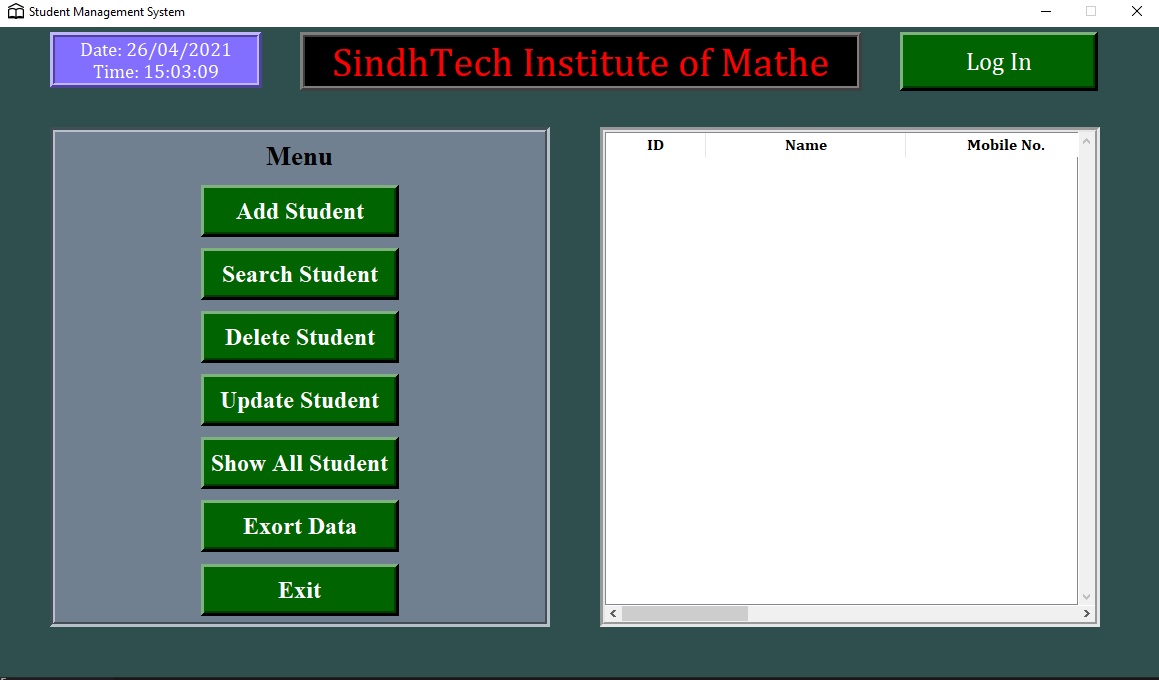 Student Management System
Date: 26/04/2021
Time: 15:03:09
SindhTech Institute of Mathe
Log In
Menu
Add Student
Search Student
Delete Student
Update Student
Show All Student
Exort Data
Exit
ID Name Mobile No.